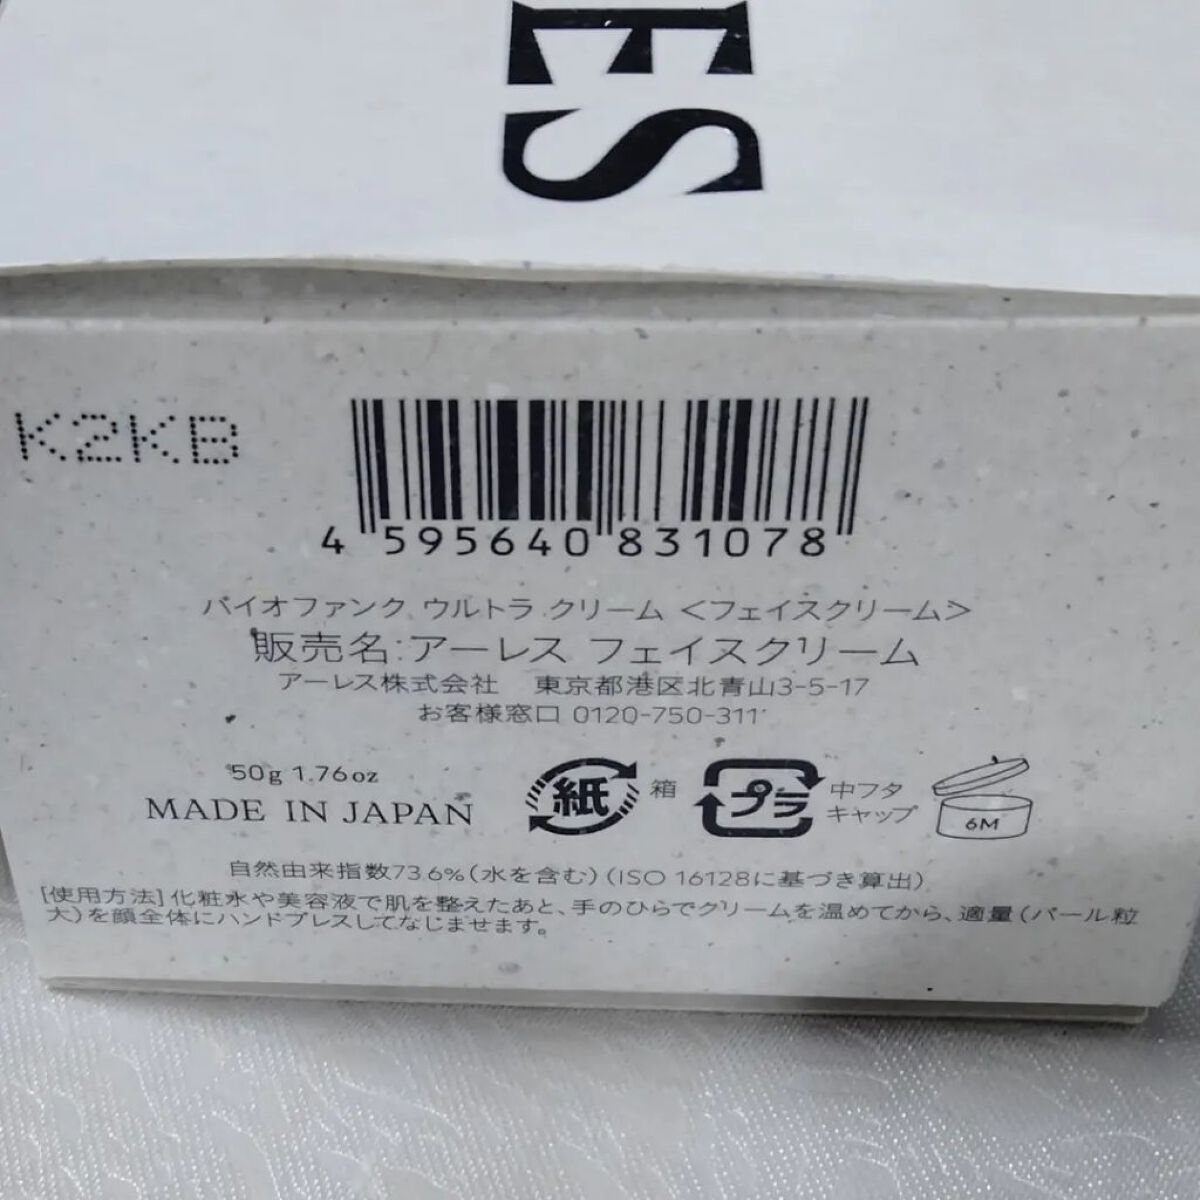 ES
K2KB
4 595640 831078
バイオファンク ウルトラ クリーム <フェイスクリーム>
販売名:アーレス フェイスクリーム
アーレス株式会社 東京都港区北青山3-5-17
お客様窓口 0120-750-311
50g 1.76oz
MADE IN JAPAN
紙 箱
プラ 中フタ
キャップ
6M
自然由来指数73.6%(水を含む)(ISO 16128に基づき算出)
[使用方法]化粧水や美容液で肌を整えたあと、手のひらでクリームを温めてから、適量(パール粒
大)を顔全体にハンドプレスしてなじませます。